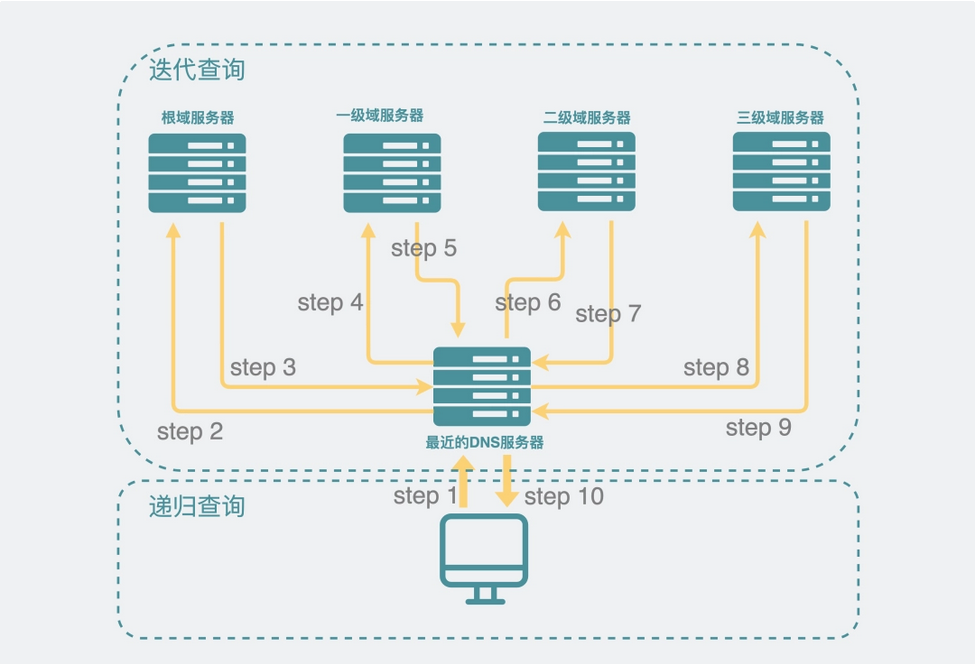 迭代查询
根域服务器
一级域服务器
二级域服务器
三级域服务器
step 5
step 4
step 6
step 7
step 3
step 8
step 2
step 9
最近的DNS服务器
递归查询
step 1
step 10